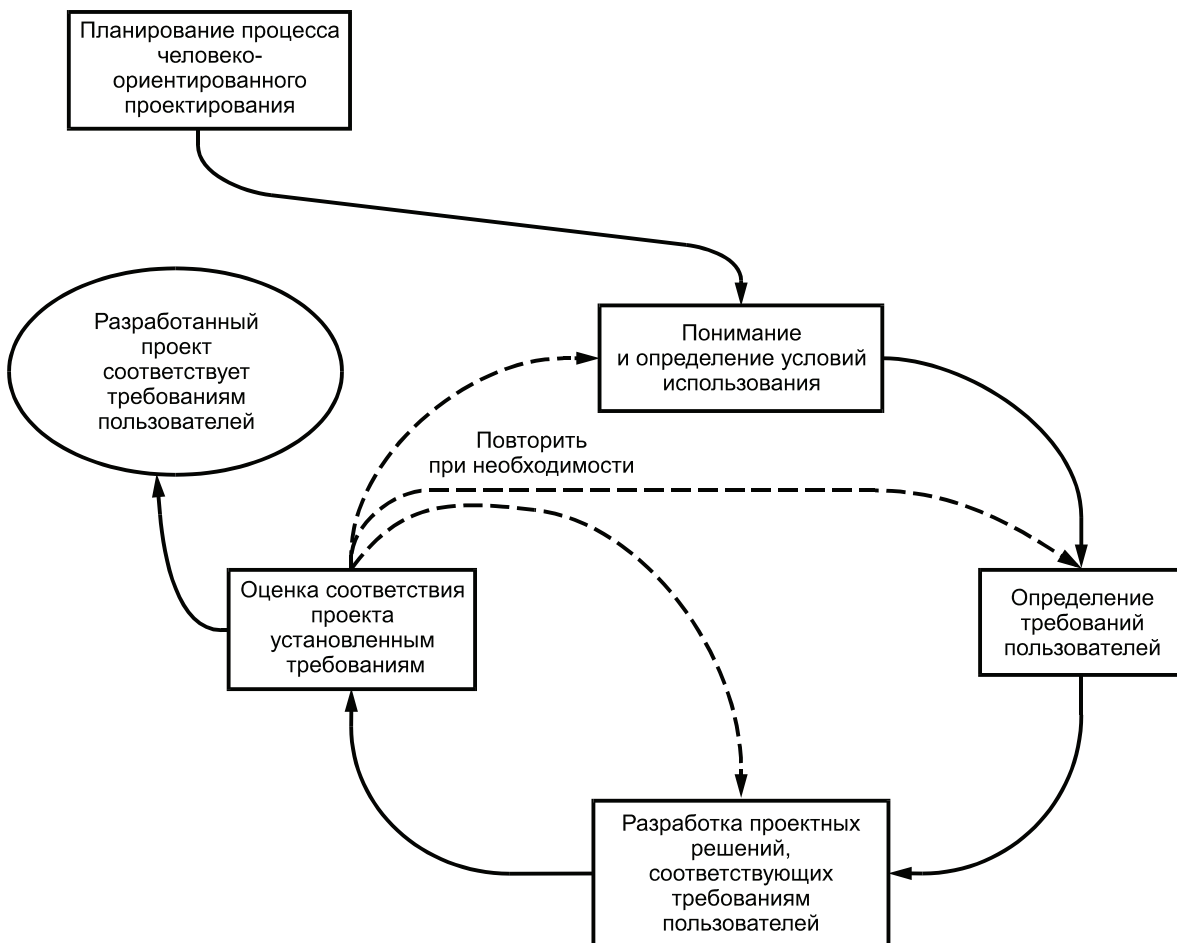 Планирование процесса
человеко-
ориентированного
проектирования
Разработанный
проект
соответствует
требованиям
пользователей
Понимание
и определение условий
использования
Повторить
при необходимости
Оценка соответствия
проекта
установленным
требованиям
Определение
требований
пользователей
Разработка проектных
решений,
соответствующих
требованиям
пользователей